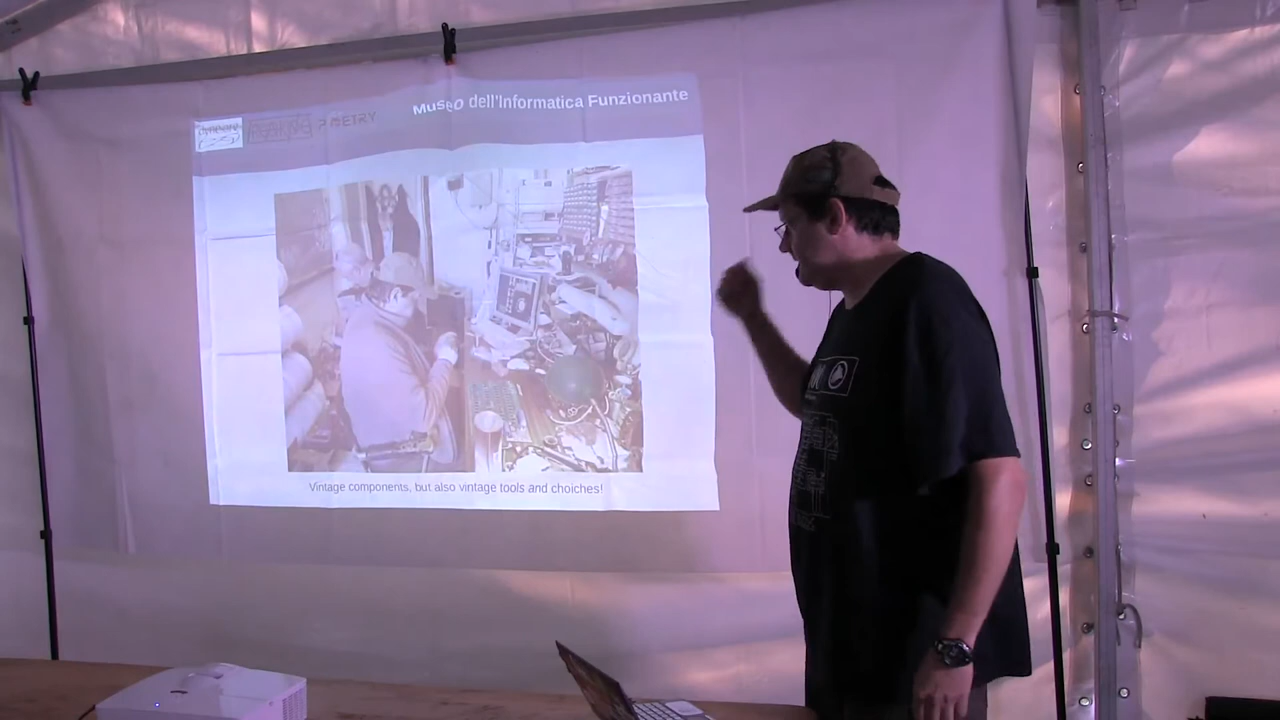 Museo dell'Informatica Funzionante
POETRY
Vintage components, but also vintage tools and choiches!